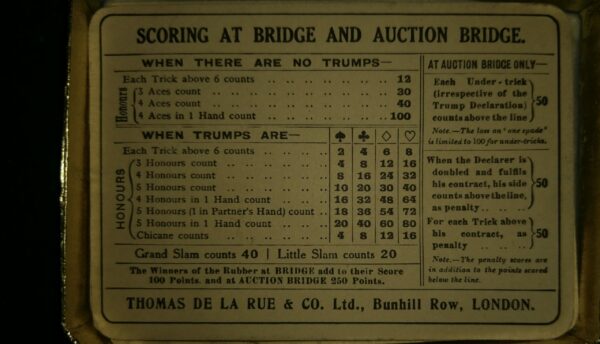 SCORING AT BRIDGE AND AUCTION BRIDGE.
WHEN THERE ARE NO TRUMPS—
Each Trick above 6 counts .. .. .. .. .. .. 12
Honours
3 Aces count .. .. .. .. .. .. 30
4 Aces count .. .. .. .. .. .. 40
4 Aces in 1 Hand count .. .. .. .. 100
WHEN TRUMPS ARE— ♠ ♣ ♢ ♡
Each Trick above 6 counts .. .. .. .. 2 4 6 8
HONOURS
3 Honours count .. .. .. .. 4 8 12 16
4 Honours count .. .. .. .. 8 16 24 32
5 Honours count .. .. .. .. 10 20 30 40
4 Honours in 1 Hand count .. .. 16 32 48 64
5 Honours (1 in Partner's Hand) count .. 18 36 54 72
5 Honours in 1 Hand count .. .. 20 40 60 80
Chicane counts .. .. .. .. 4 8 12 16
Grand Slam counts 40 | Little Slam counts 20
The Winners of the Rubber at BRIDGE add to their Score
100 Points, and at AUCTION BRIDGE 250 Points.
AT AUCTION BRIDGE ONLY—
Each Under-trick
(irrespective of the
Trump Declaration)
counts above the line
50
Note.—The loss on "one spade"
is limited to 100 for under-tricks.
When the Declarer is
doubled and fulfils
his contract, his side
counts above the line,
as penalty .. .. ..
50
For each Trick above
his contract, as
penalty .. .. ..
50
Note.—The penalty scores are
in addition to the points scored
below the line.
THOMAS DE LA RUE & CO. Ltd., Bunhill Row, LONDON.